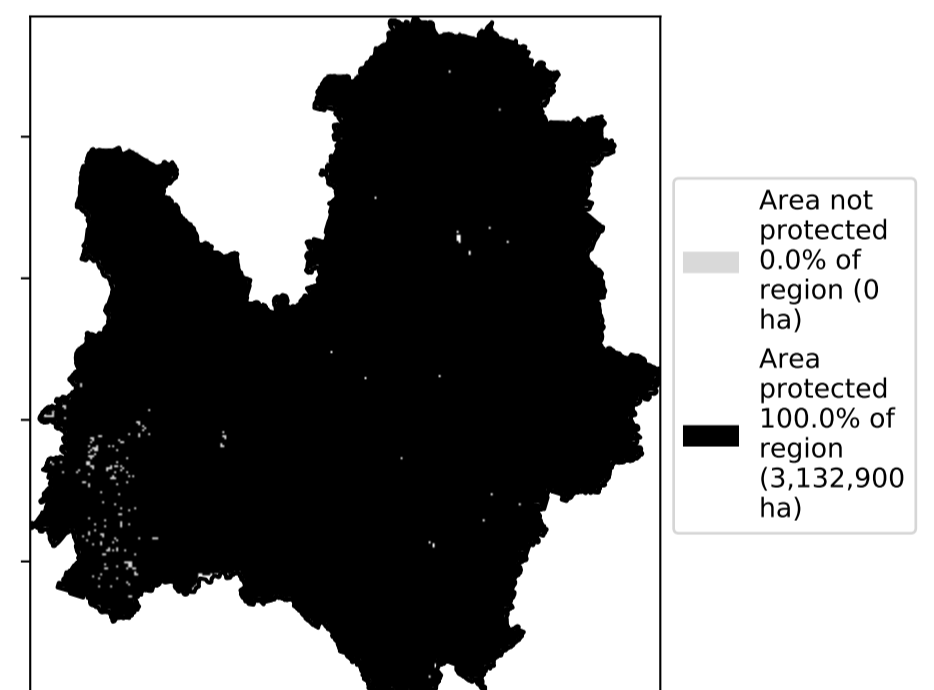 Area not
protected
0.0% of
region (0
ha)
Area
protected
100.0% of
region
(3,132,900
ha)